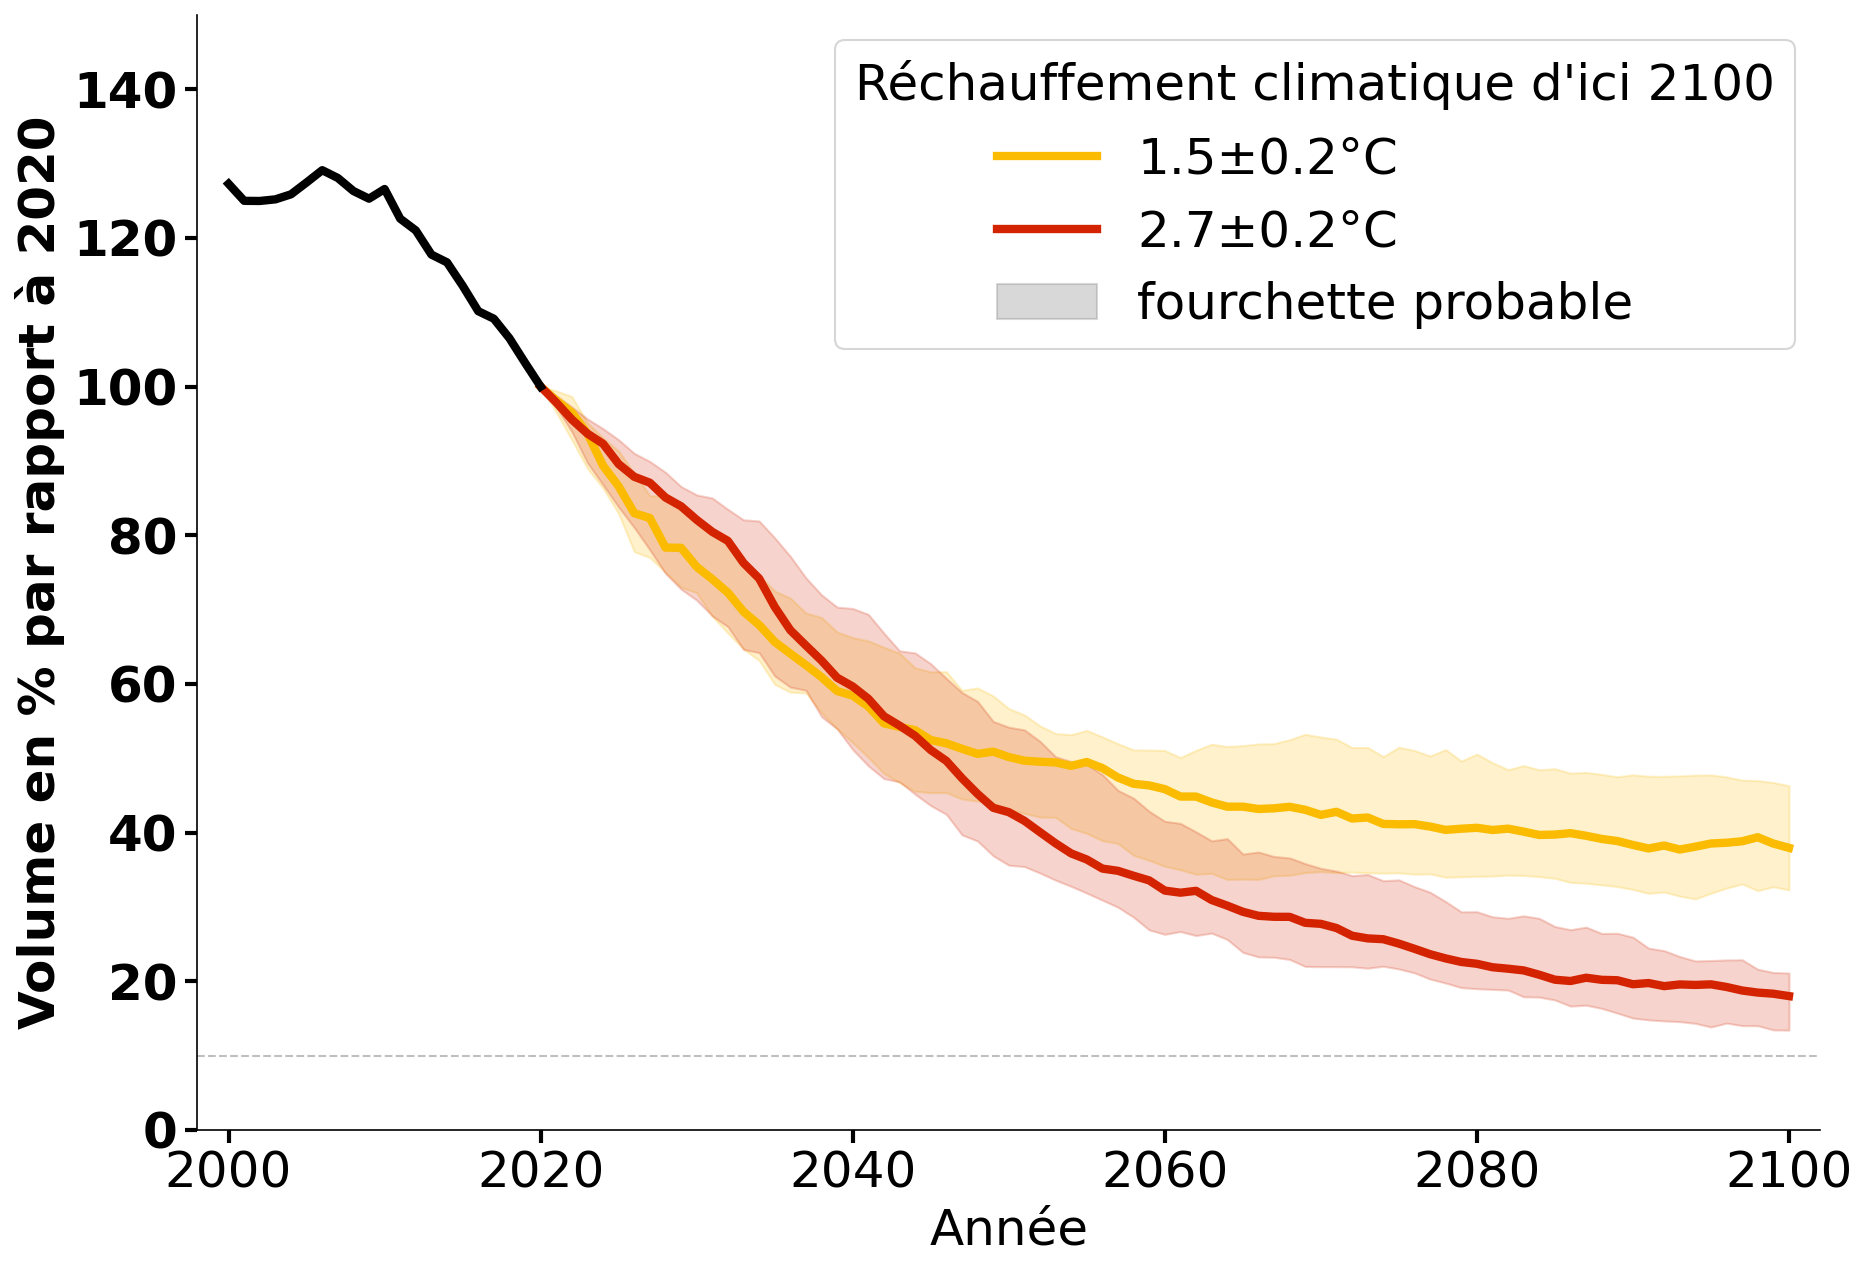 Volume en % par rapport à 2020
140
120
100
80
60
40
20
0
Réchauffement climatique d'ici 2100
1.5±0.2°C
2.7±0.2°C
fourchette probable
2000 2020 2040 2060 2080 2100
Année